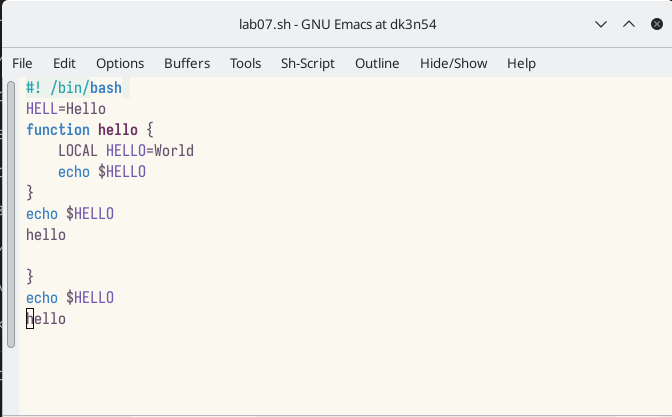 lab07.sh - GNU Emacs at dk3n54
File Edit Options Buffers Tools Sh-Script Outline Hide/Show Help
#! /bin/bash
HELL=Hello
function hello {
    LOCAL HELLO=World
    echo $HELLO
}
echo $HELLO
hello
}
echo $HELLO
hello